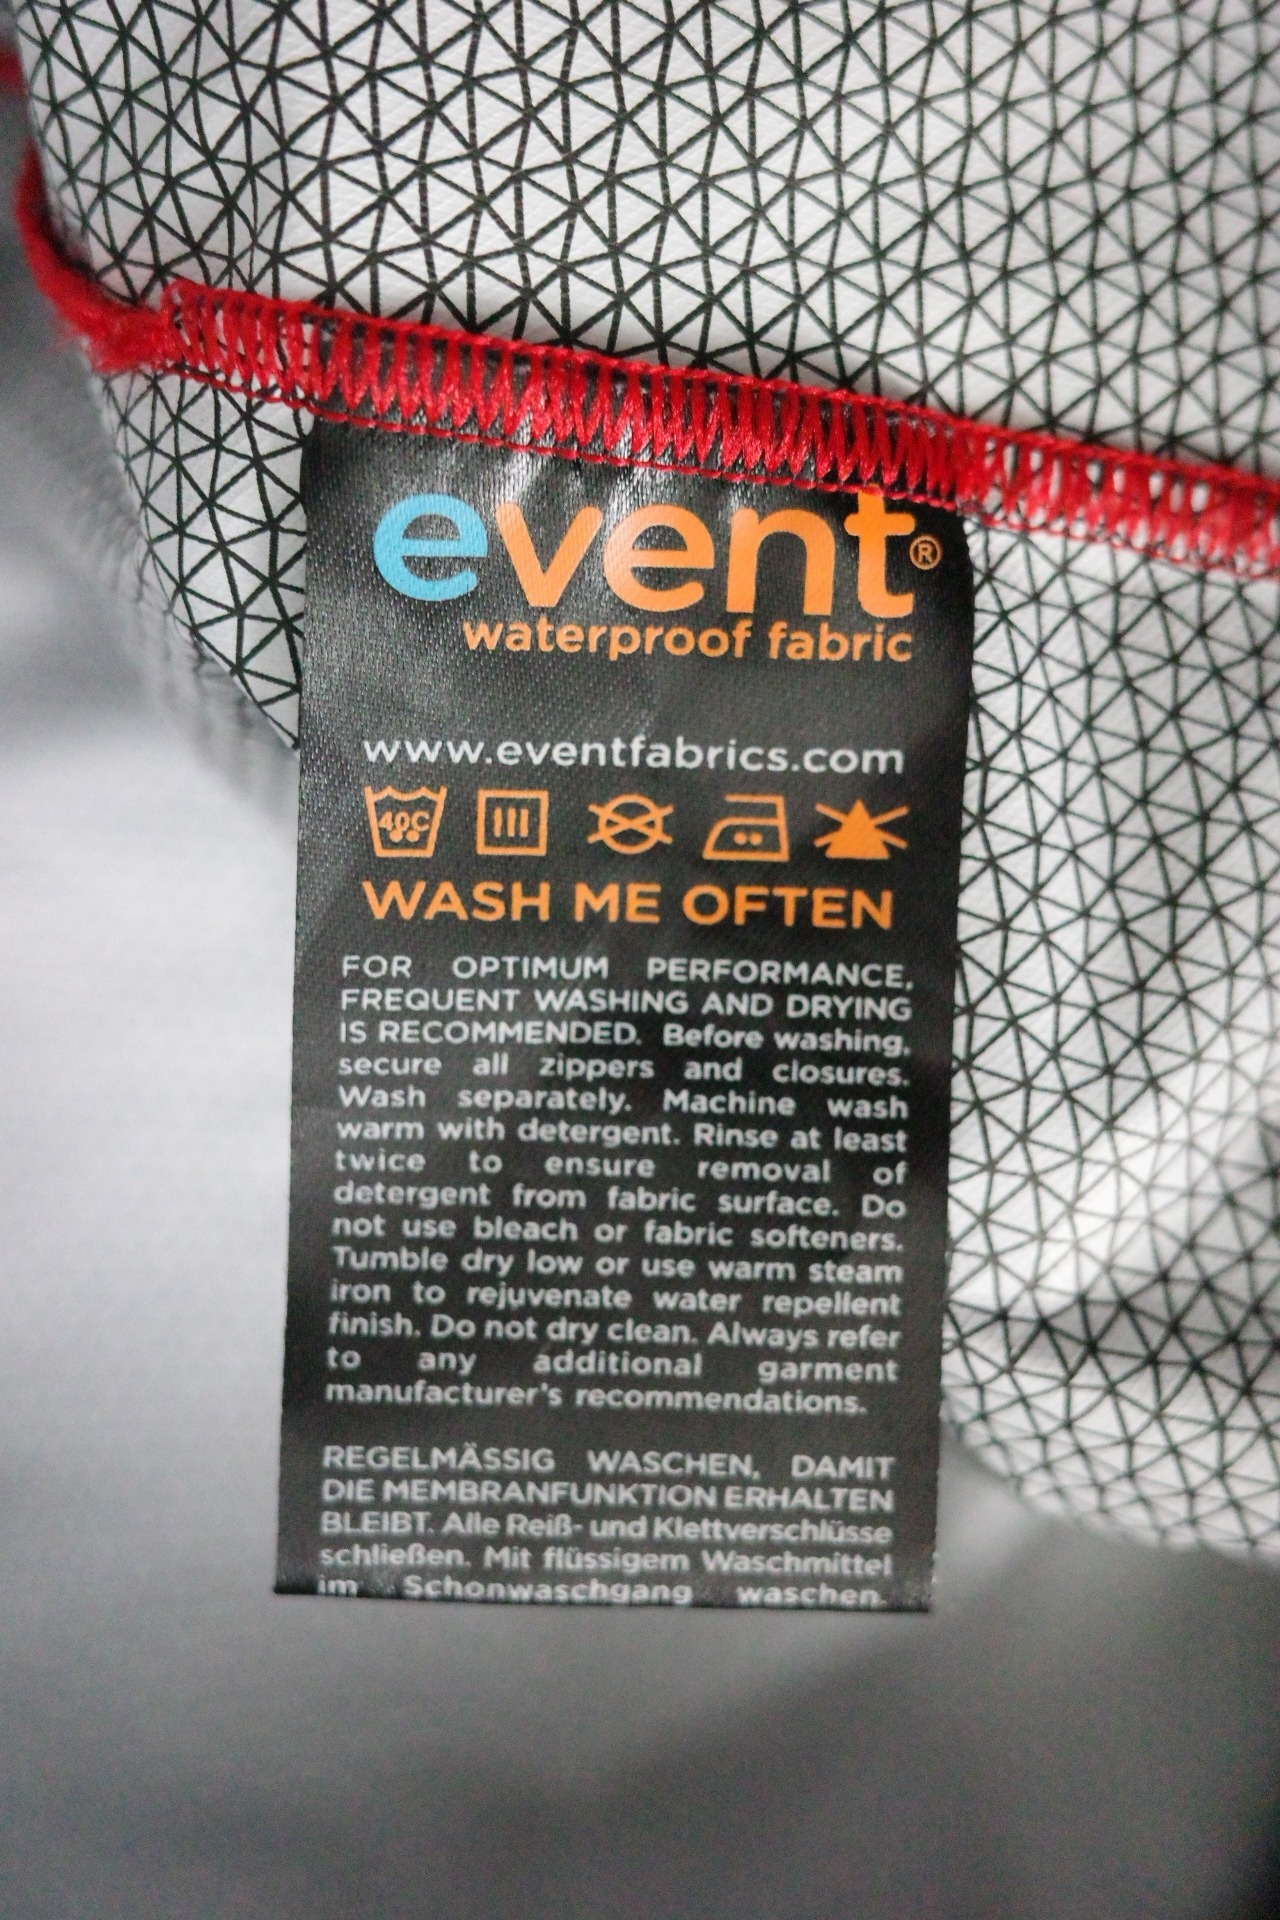 event®
waterproof fabric
www.eventfabrics.com
40C
WASH ME OFTEN
FOR OPTIMUM PERFORMANCE,
FREQUENT WASHING AND DRYING
IS RECOMMENDED. Before washing,
secure all zippers and closures.
Wash separately. Machine wash
warm with detergent. Rinse at least
twice to ensure removal of
detergent from fabric surface. Do
not use bleach or fabric softeners.
Tumble dry low or use warm steam
iron to rejuvenate water repellent
finish. Do not dry clean. Always refer
to any additional garment
manufacturer's recommendations.
REGELMÄSSIG WASCHEN, DAMIT
DIE MEMBRANFUNKTION ERHALTEN
BLEIBT. Alle Reiß- und Klettverschlüsse
schließen. Mit flüssigem Waschmittel
im Schonwaschgang waschen.